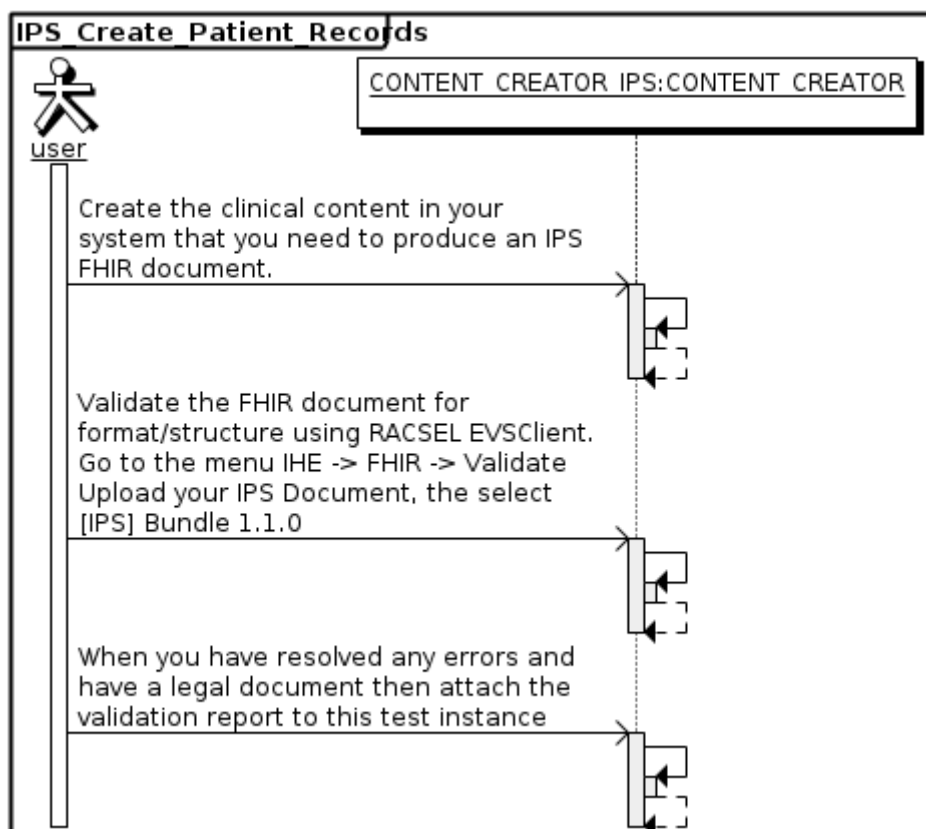 IPS_Create_Patient_Records
CONTENT_CREATOR_IPS:CONTENT_CREATOR
user
Create the clinical content in your
system that you need to produce an IPS
FHIR document.
Validate the FHIR document for
format/structure using RACSEL EVSClient.
Go to the menu IHE -> FHIR -> Validate
Upload your IPS Document, the select
[IPS] Bundle 1.1.0
When you have resolved any errors and
have a legal document then attach the
validation report to this test instance